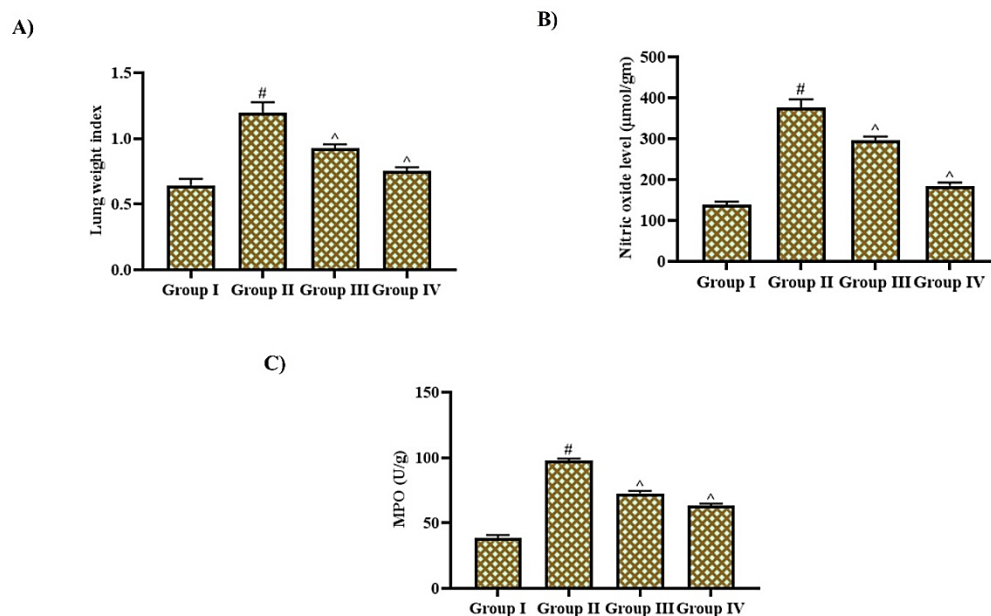 A)
Lung weight index
1.5
1.0
0.5
0.0
#
^
^
Group I Group II Group III Group IV
B)
Nitric oxide level (µmol/gm)
500
400
300
200
100
0
#
^
^
Group I Group II Group III Group IV
C)
MPO (U/g)
150
100
50
0
#
^
^
Group I Group II Group III Group IV